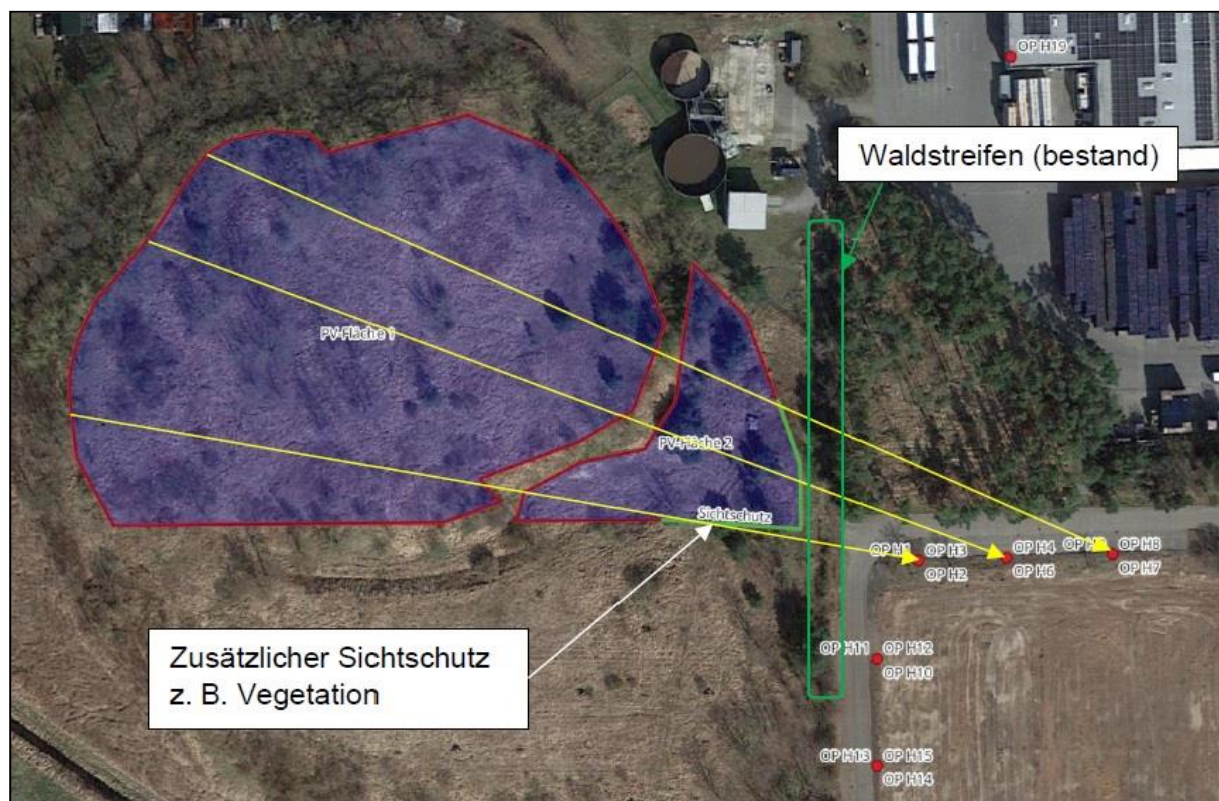 OP H19
Waldstreifen (bestand)
PV-Fläche 1
PV-Fläche 2
Sichtschutz
OP H1 OP H3 OP H4 OP H8
OP H2 OP H6 OP H7
Zusätzlicher Sichtschutz
z. B. Vegetation
OP H11 OP H12
OP H10
OP H13 OP H15
OP H14